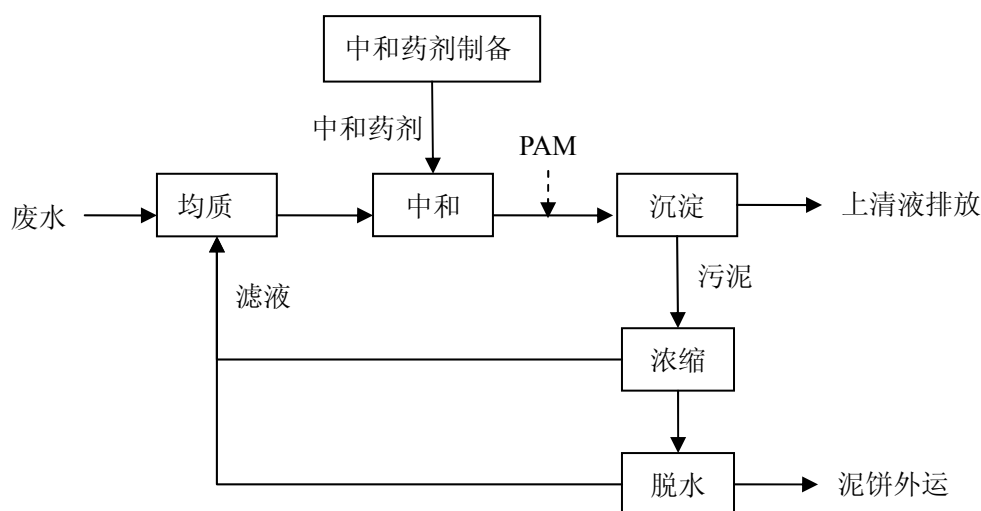 中和药剂制备
中和药剂
PAM
废水
均质
中和
沉淀
上清液排放
滤液
污泥
浓缩
脱水
泥饼外运